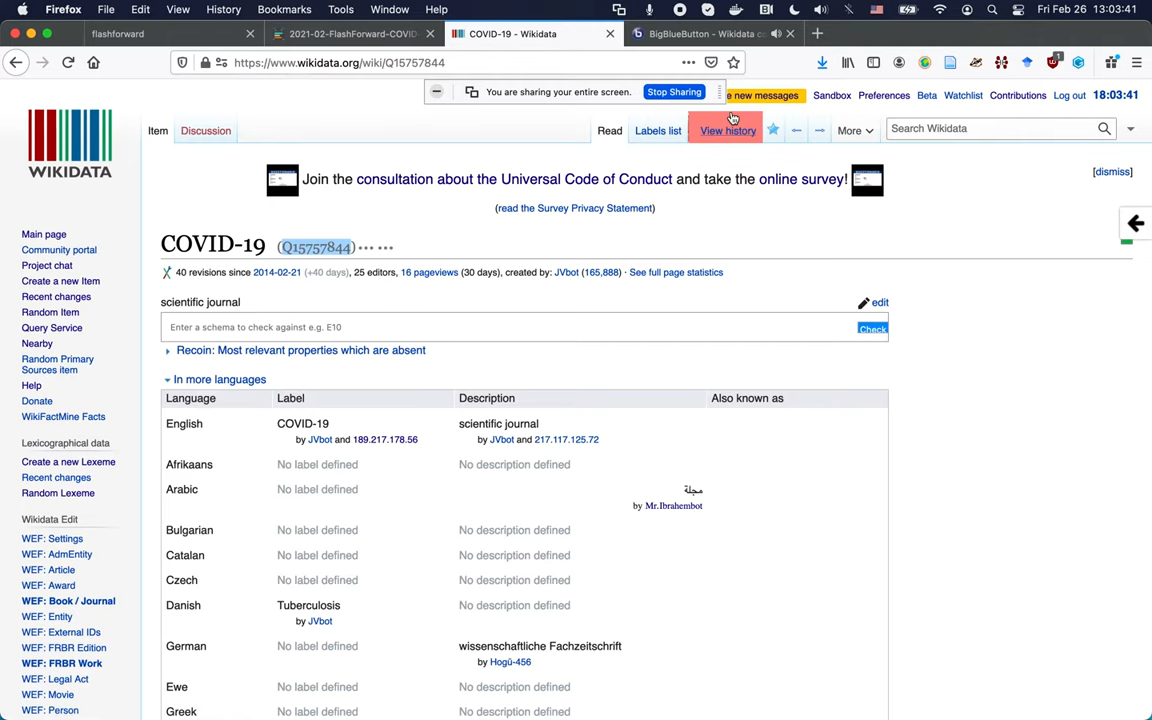 Firefox File Edit View History Bookmarks Tools Window Help Fri Feb 26 13:03:41
flashforward 2021-02-FlashForward-COVID- COVID-19 - Wikidata BigBlueButton - Wikidata co
https://www.wikidata.org/wiki/Q15757844
You are sharing your entire screen. Stop Sharing
e new messages Sandbox Preferences Beta Watchlist Contributions Log out 18:03:41
Item Discussion Read Labels list View history More Search Wikidata
WIKIDATA
Join the consultation about the Universal Code of Conduct and take the online survey!
[dismiss]
(read the Survey Privacy Statement)
COVID-19 (Q15757844)
40 revisions since 2014-02-21 (+40 days), 25 editors, 16 pageviews (30 days), created by: JVbot (165,888) · See full page statistics
scientific journal edit
Enter a schema to check against e.g. E10 Check
Recoin: Most relevant properties which are absent
In more languages
Language Label Description Also known as
English COVID-19 scientific journal
by JVbot and 189.217.178.56 by JVbot and 217.117.125.72
Afrikaans No label defined No description defined
Arabic No label defined مجلة
by Mr.Ibrahembot
Bulgarian No label defined No description defined
Catalan No label defined No description defined
Czech No label defined No description defined
Danish Tuberculosis No description defined
by JVbot
German No label defined wissenschaftliche Fachzeitschrift
by Hogü-456
Ewe No label defined No description defined
Greek No label defined No description defined
Main page
Community portal
Project chat
Create a new Item
Recent changes
Random Item
Query Service
Nearby
Random Primary
Sources item
Help
Donate
WikiFactMine Facts
Lexicographical data
Create a new Lexeme
Recent changes
Random Lexeme
Wikidata Edit
WEF: Settings
WEF: AdmEntity
WEF: Article
WEF: Award
WEF: Book / Journal
WEF: Entity
WEF: External IDs
WEF: FRBR Edition
WEF: FRBR Work
WEF: Legal Act
WEF: Movie
WEF: Person